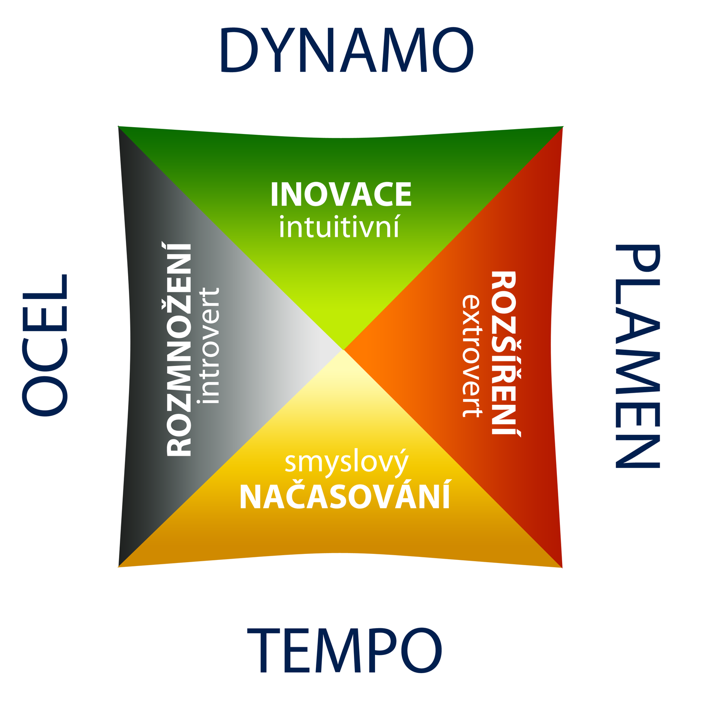 DYNAMO
INOVACE
intuitivní
OCEL
ROZMNOŽENÍ
introvert
ROZŠÍŘENÍ
extrovert
PLAMEN
smyslový
NAČASOVÁNÍ
TEMPO